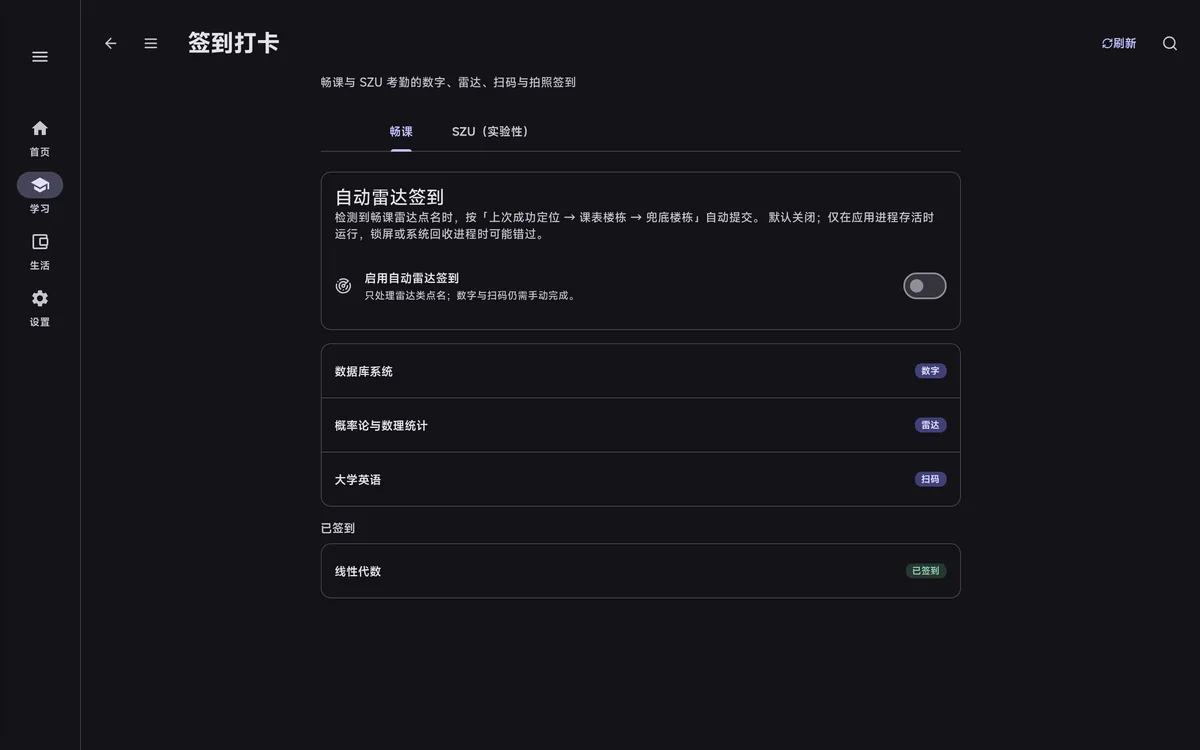 签到打卡
刷新
首页
学习
生活
设置
畅课与 SZU 考勤的数字、雷达、扫码与拍照签到
畅课
SZU（实验性）
自动雷达签到
检测到畅课雷达点名时，按「上次成功定位 → 课表楼栋 → 兜底楼栋」自动提交。 默认关闭；仅在应用进程存活时
运行，锁屏或系统回收进程时可能错过。
启用自动雷达签到
只处理雷达类点名；数字与扫码仍需手动完成。
数据库系统
数字
概率论与数理统计
雷达
大学英语
扫码
已签到
线性代数
已签到